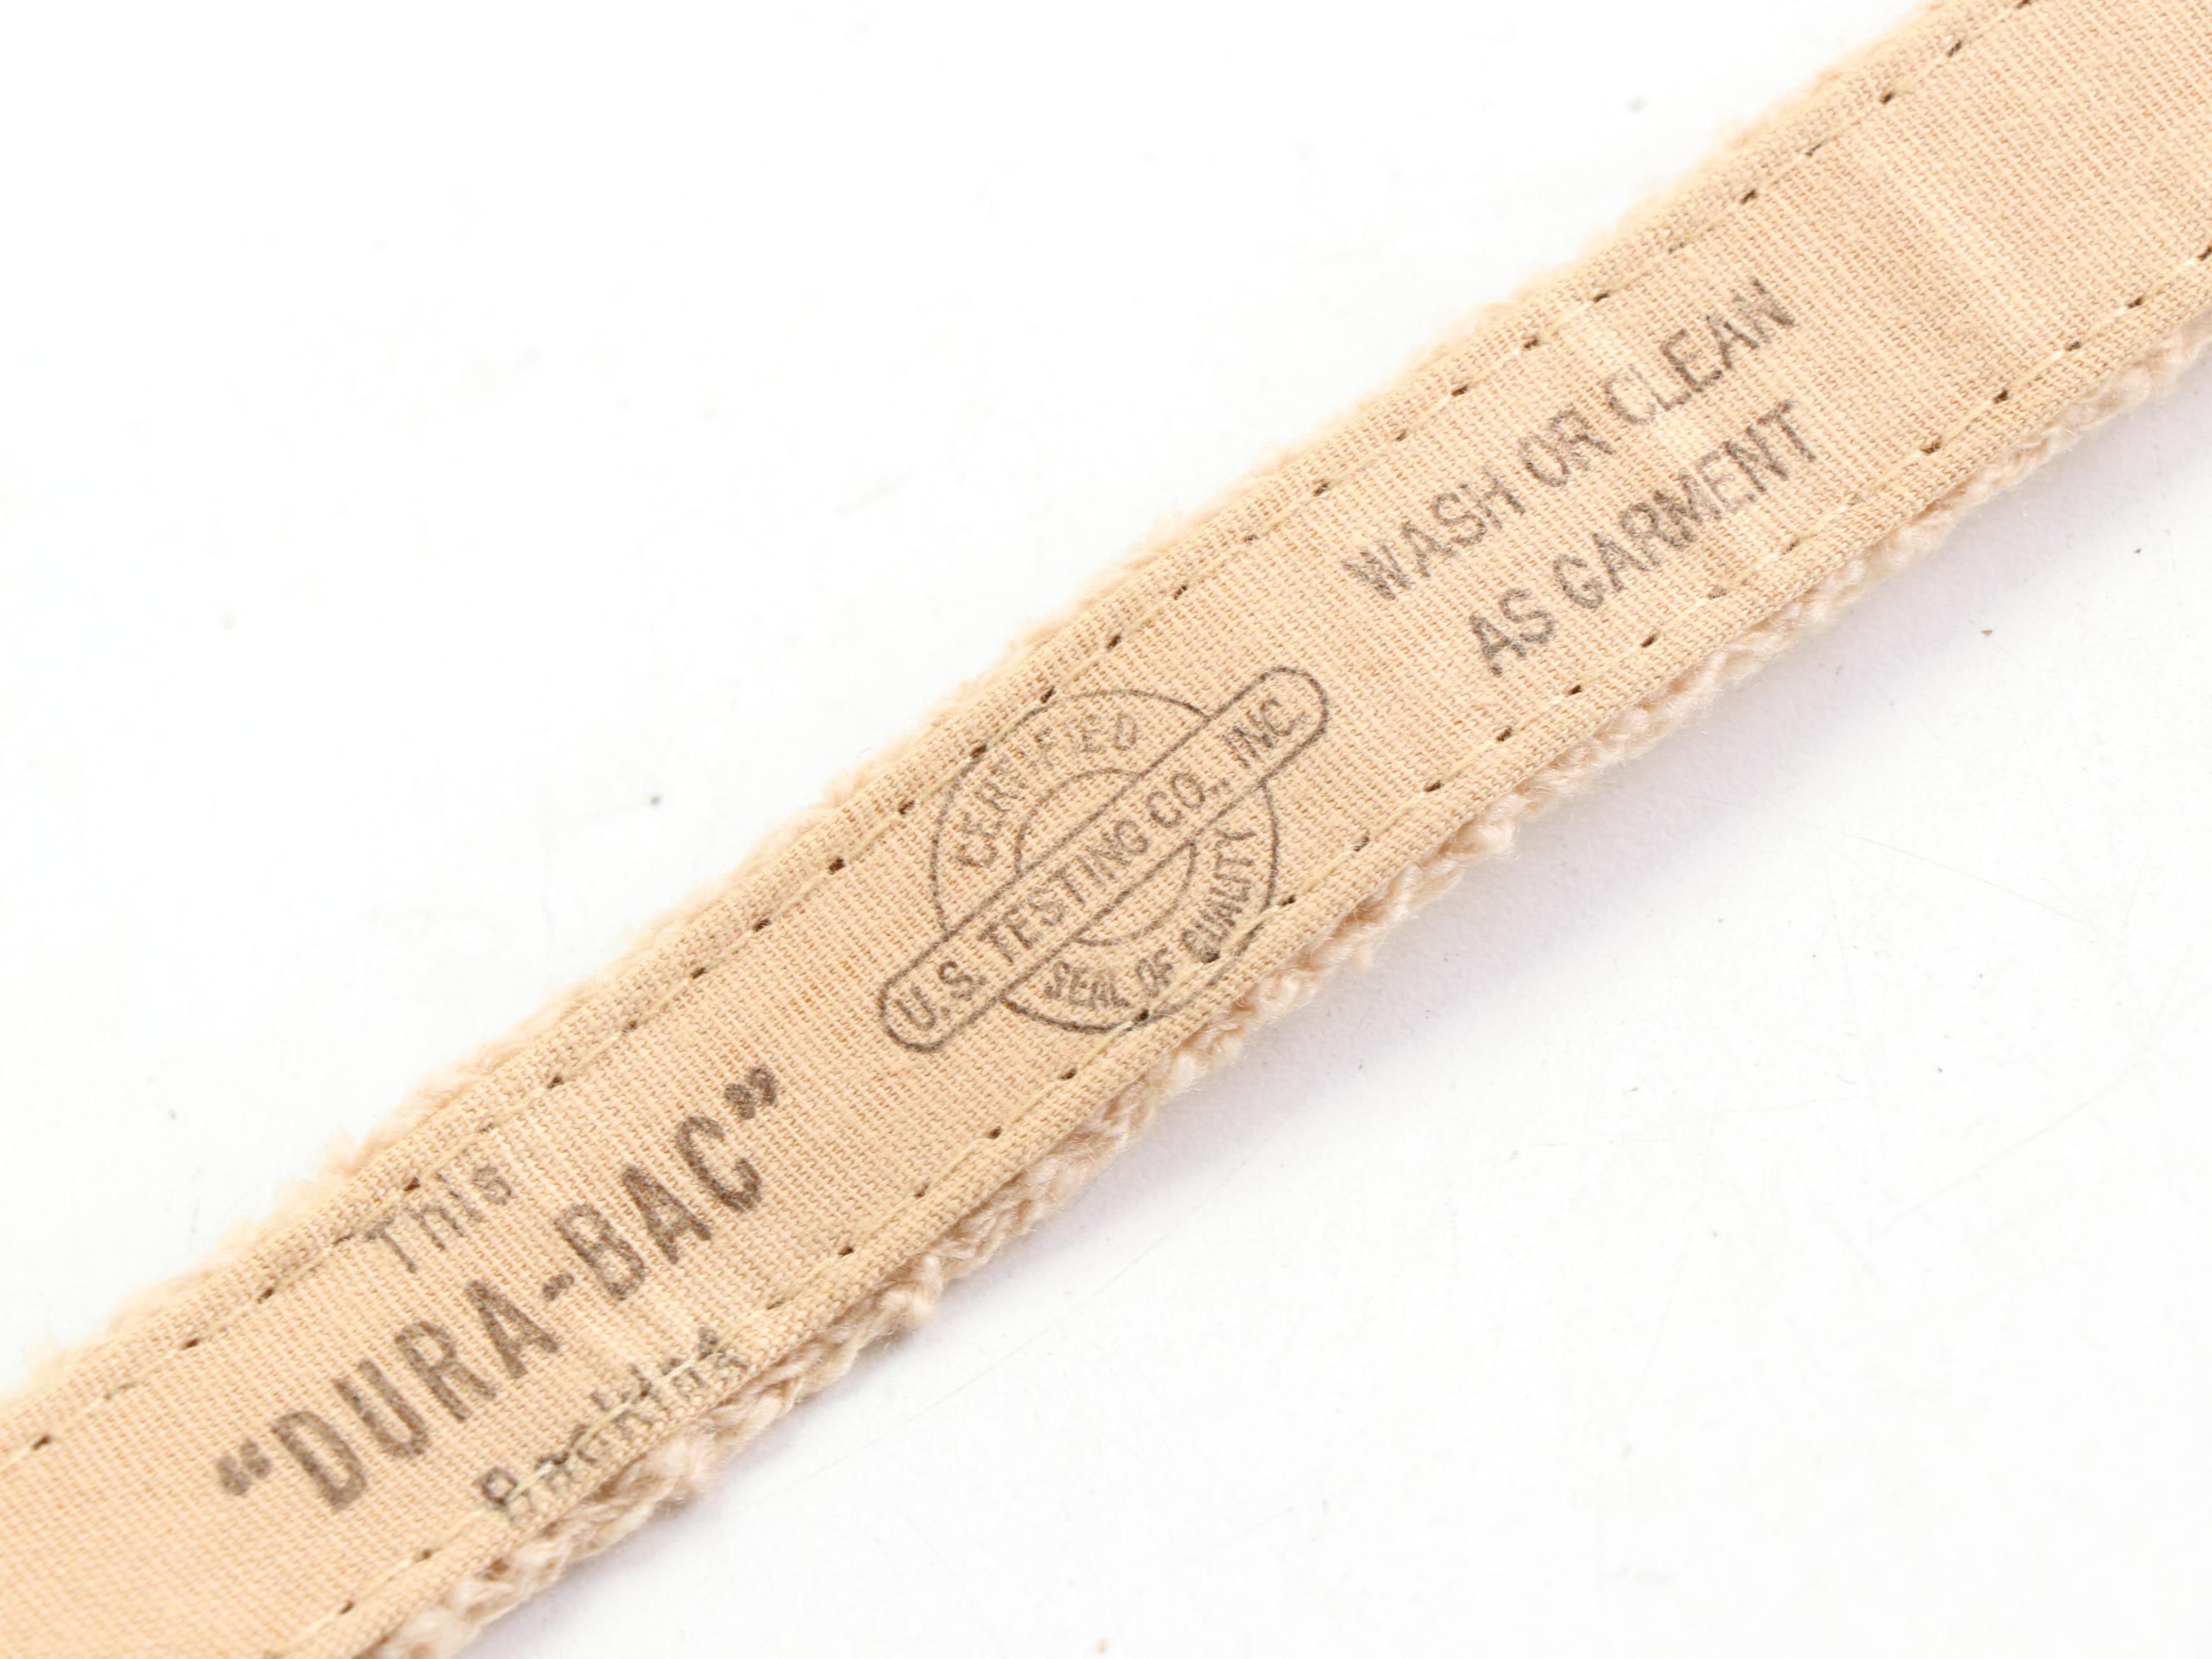 This
“DURA-BAC”
Backing
CERTIFIED
U.S. TESTING CO., INC.
SEAL OF QUALITY
WASH OR CLEAN
AS GARMENT